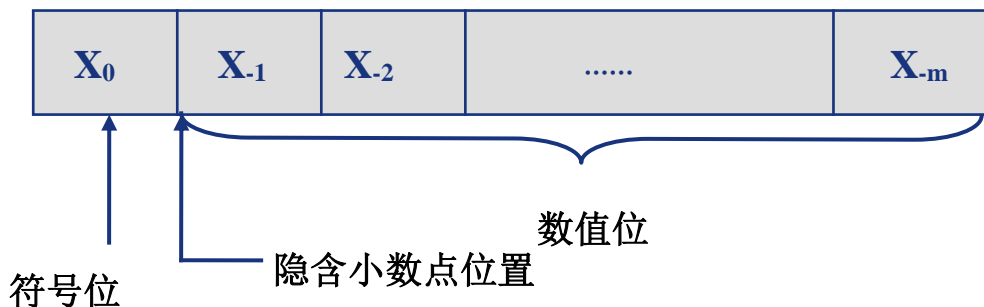 X₀ X₋₁ X₋₂ ...... X₋ₘ
数值位
隐含小数点位置
符号位